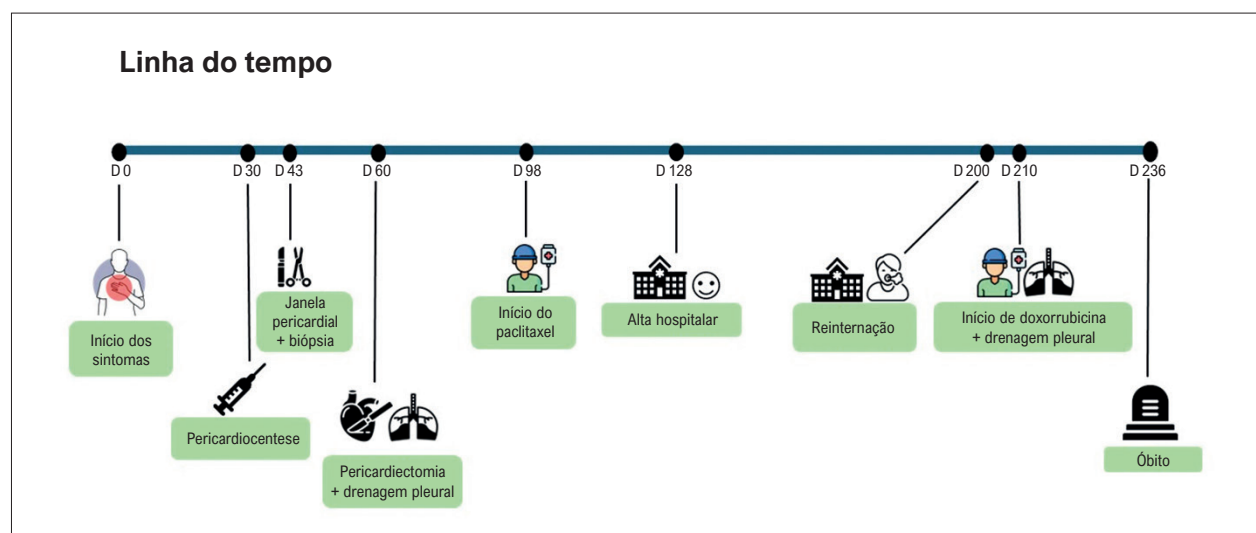 Linha do tempo
D 0
D 30
D 43
D 60
D 98
D 128
D 200
D 210
D 236
Início dos
sintomas
Pericardiocentese
Janela
pericardial
+ biópsia
Pericardiectomia
+ drenagem pleural
Início do
paclitaxel
Alta hospitalar
Reinternação
Início de doxorrubicina
+ drenagem pleural
Óbito